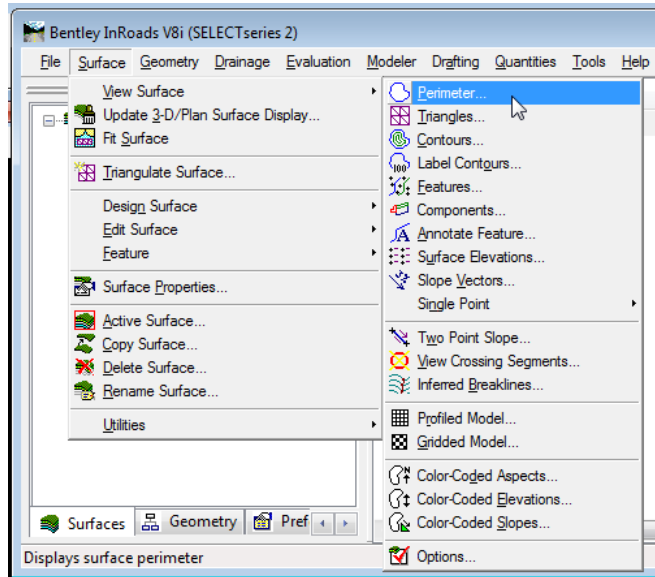 Bentley InRoads V8i (SELECTseries 2)
File Surface Geometry Drainage Evaluation Modeler Drafting Quantities Tools Help
View Surface
Update 3-D/Plan Surface Display...
Fit Surface
Triangulate Surface...
Design Surface
Edit Surface
Feature
Surface Properties...
Active Surface...
Copy Surface...
Delete Surface...
Rename Surface...
Utilities
Perimeter...
Triangles...
Contours...
Label Contours...
Features...
Components...
Annotate Feature...
Surface Elevations...
Slope Vectors...
Single Point
Two Point Slope...
View Crossing Segments...
Inferred Breaklines...
Profiled Model...
Gridded Model...
Color-Coded Aspects...
Color-Coded Elevations...
Color-Coded Slopes...
Options...
Surfaces Geometry Pref
Displays surface perimeter